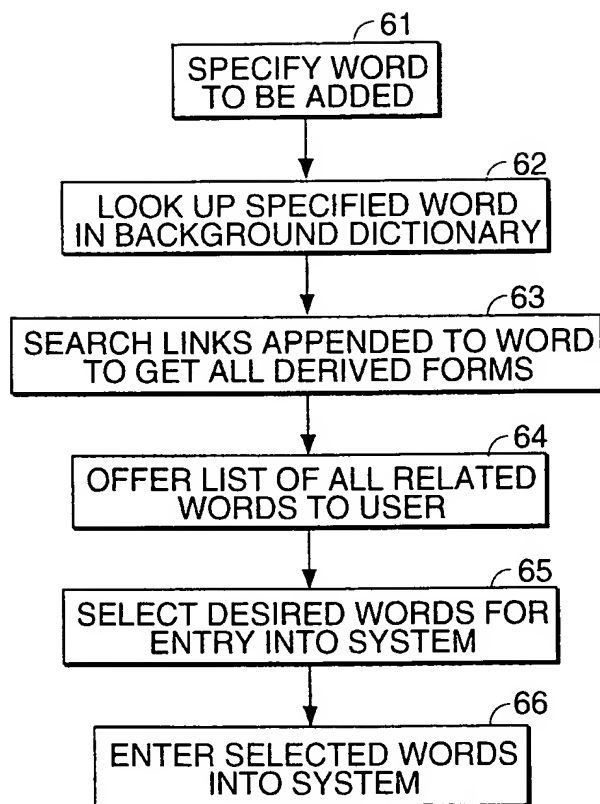 61
SPECIFY WORD
TO BE ADDED
62
LOOK UP SPECIFIED WORD
IN BACKGROUND DICTIONARY
63
SEARCH LINKS APPENDED TO WORD
TO GET ALL DERIVED FORMS
64
OFFER LIST OF ALL RELATED
WORDS TO USER
65
SELECT DESIRED WORDS FOR
ENTRY INTO SYSTEM
66
ENTER SELECTED WORDS
INTO SYSTEM